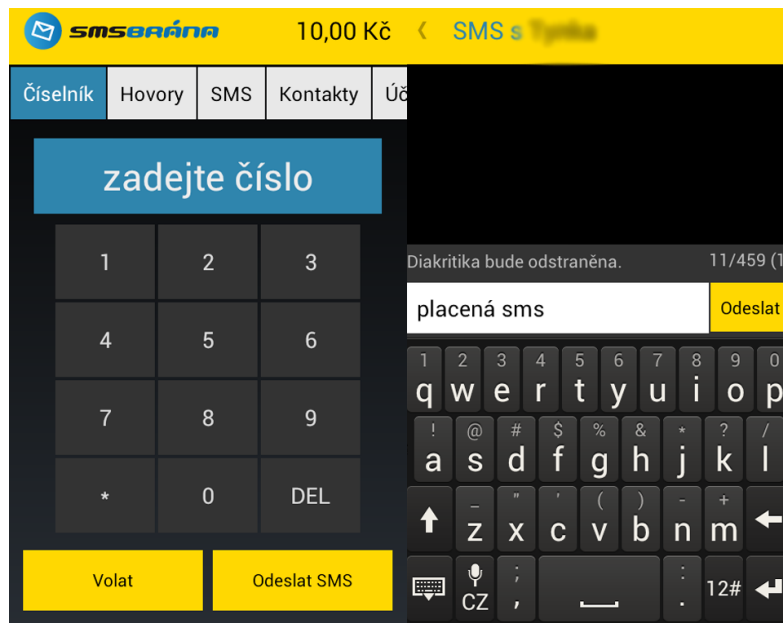 smsBRÁNA
10,00 Kč
Číselník
Hovory
SMS
Kontakty
Úč
zadejte číslo
1 2 3
4 5 6
7 8 9
* 0 DEL
Volat
Odeslat SMS
SMS s
Diakritika bude odstraněna.
11/459 (1
placená sms
Odeslat
1 2 3 4 5 6 7 8 9 0
q w e r t y u i o p
! @ # $ % & * ? /
a s d f g h j k l
_ " ' ( ) - +
z x c v b n m
; :
CZ , . 12#